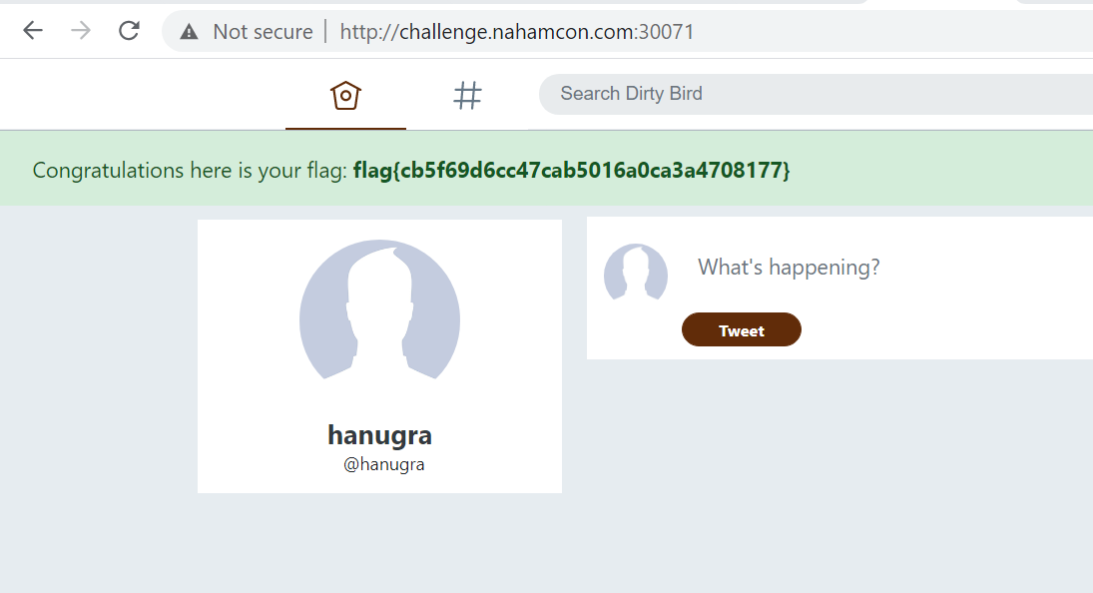 Not secure | http://challenge.nahamcon.com:30071
Search Dirty Bird
Congratulations here is your flag: flag{cb5f69d6cc47cab5016a0ca3a4708177}
What's happening?
Tweet
hanugra
@hanugra